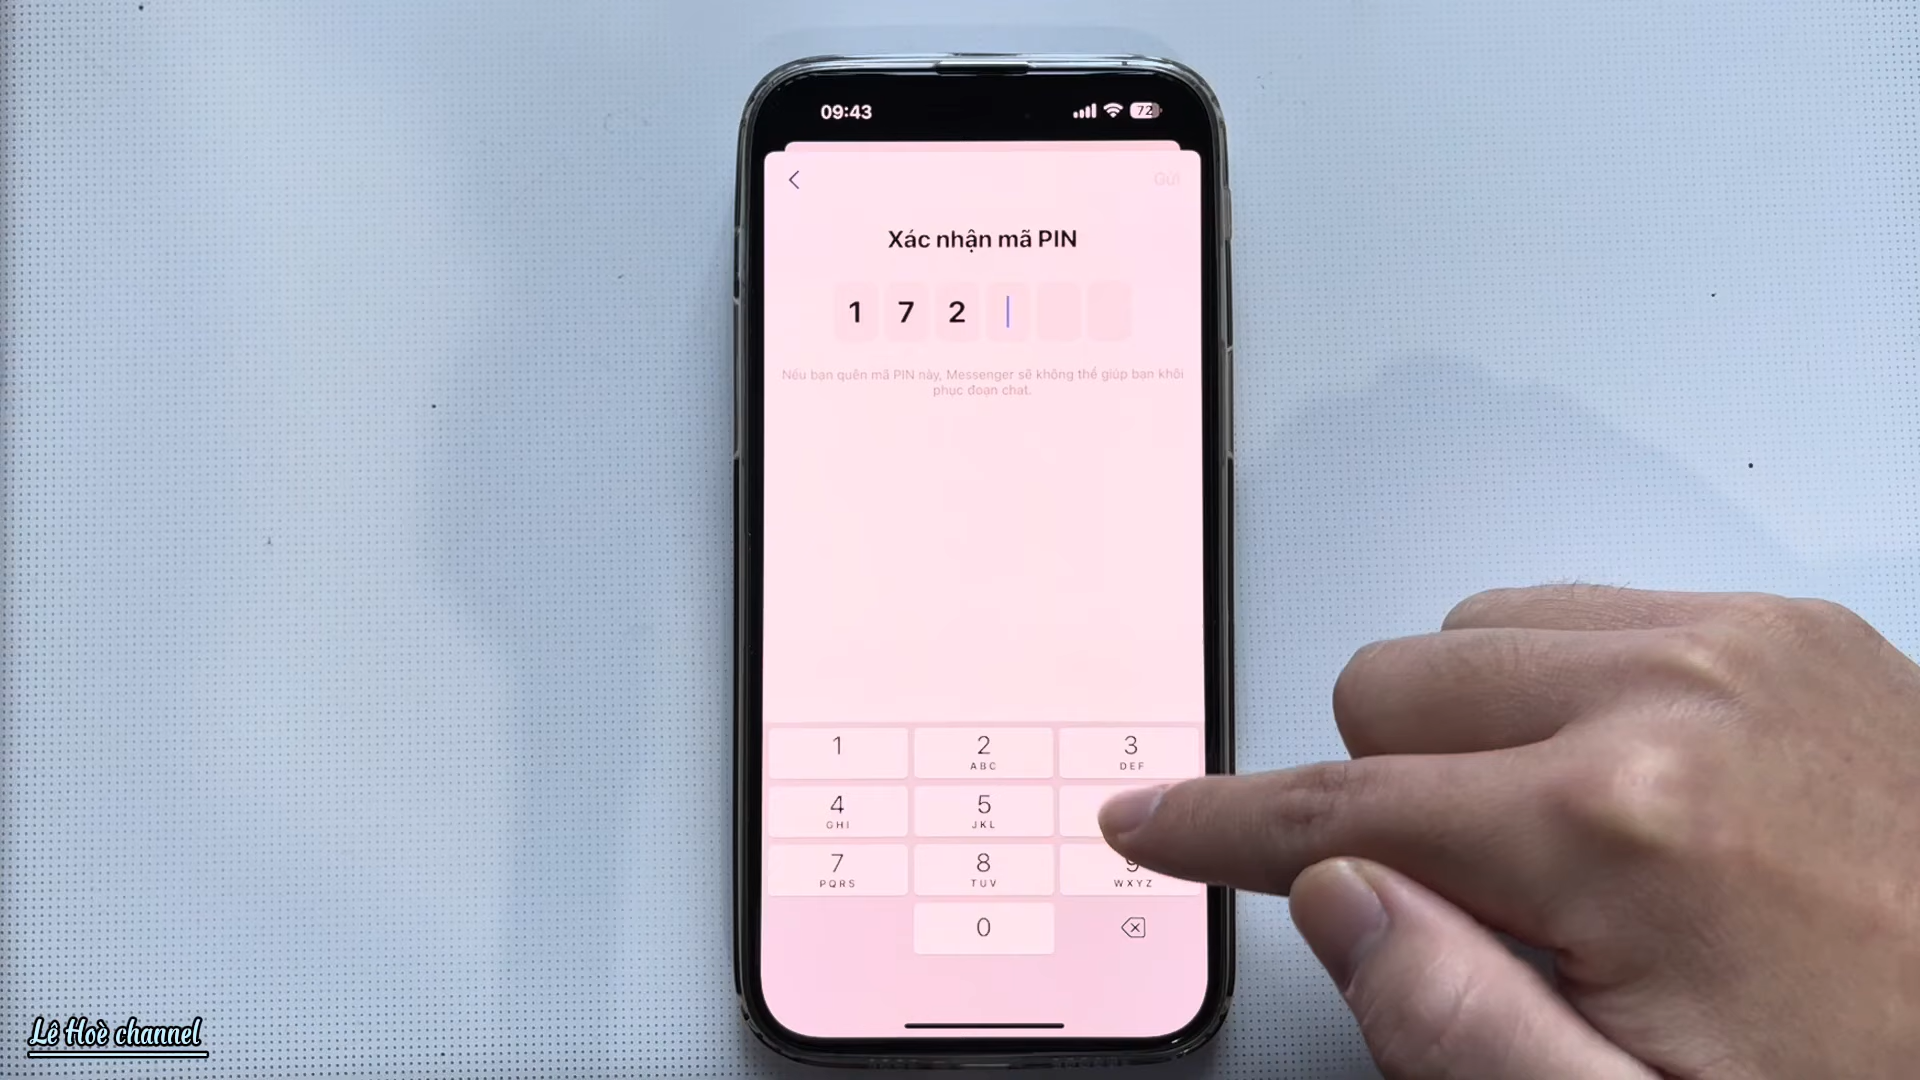 09:43
72
Gửi
Xác nhận mã PIN
1 7 2
Nếu bạn quên mã PIN này, Messenger sẽ không thể giúp bạn khôi
phục đoạn chat.
1 2 3
ABC DEF
4 5
GHI JKL
7 8 9
PQRS TUV WXYZ
0
Lê Hoè channel